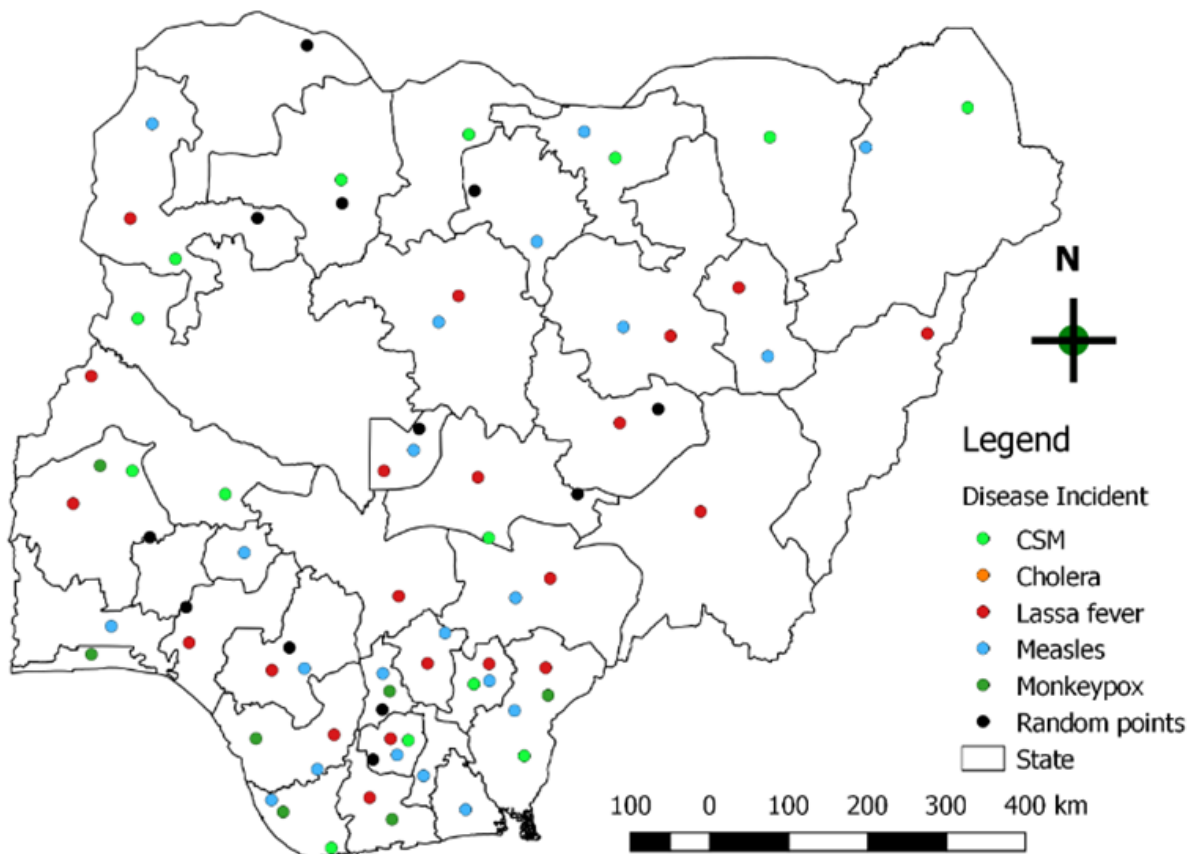 N
Legend
Disease Incident
CSM
Cholera
Lassa fever
Measles
Monkeypox
Random points
State
100 0 100 200 300 400 km